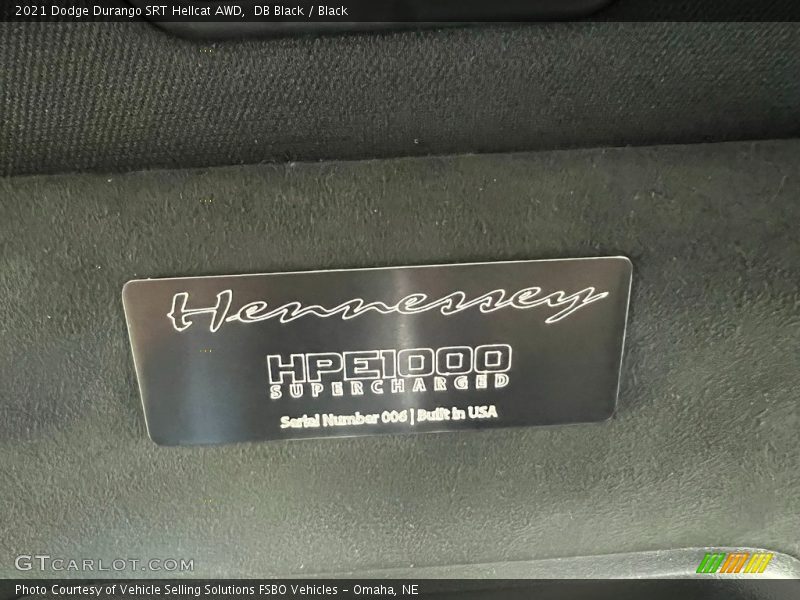 2021 Dodge Durango SRT Hellcat AWD, DB Black / Black
Hennessey
HPE1000
SUPERCHARGED
Serial Number 006 | Built in USA
GTCARLOT.COM
Photo Courtesy of Vehicle Selling Solutions FSBO Vehicles - Omaha, NE